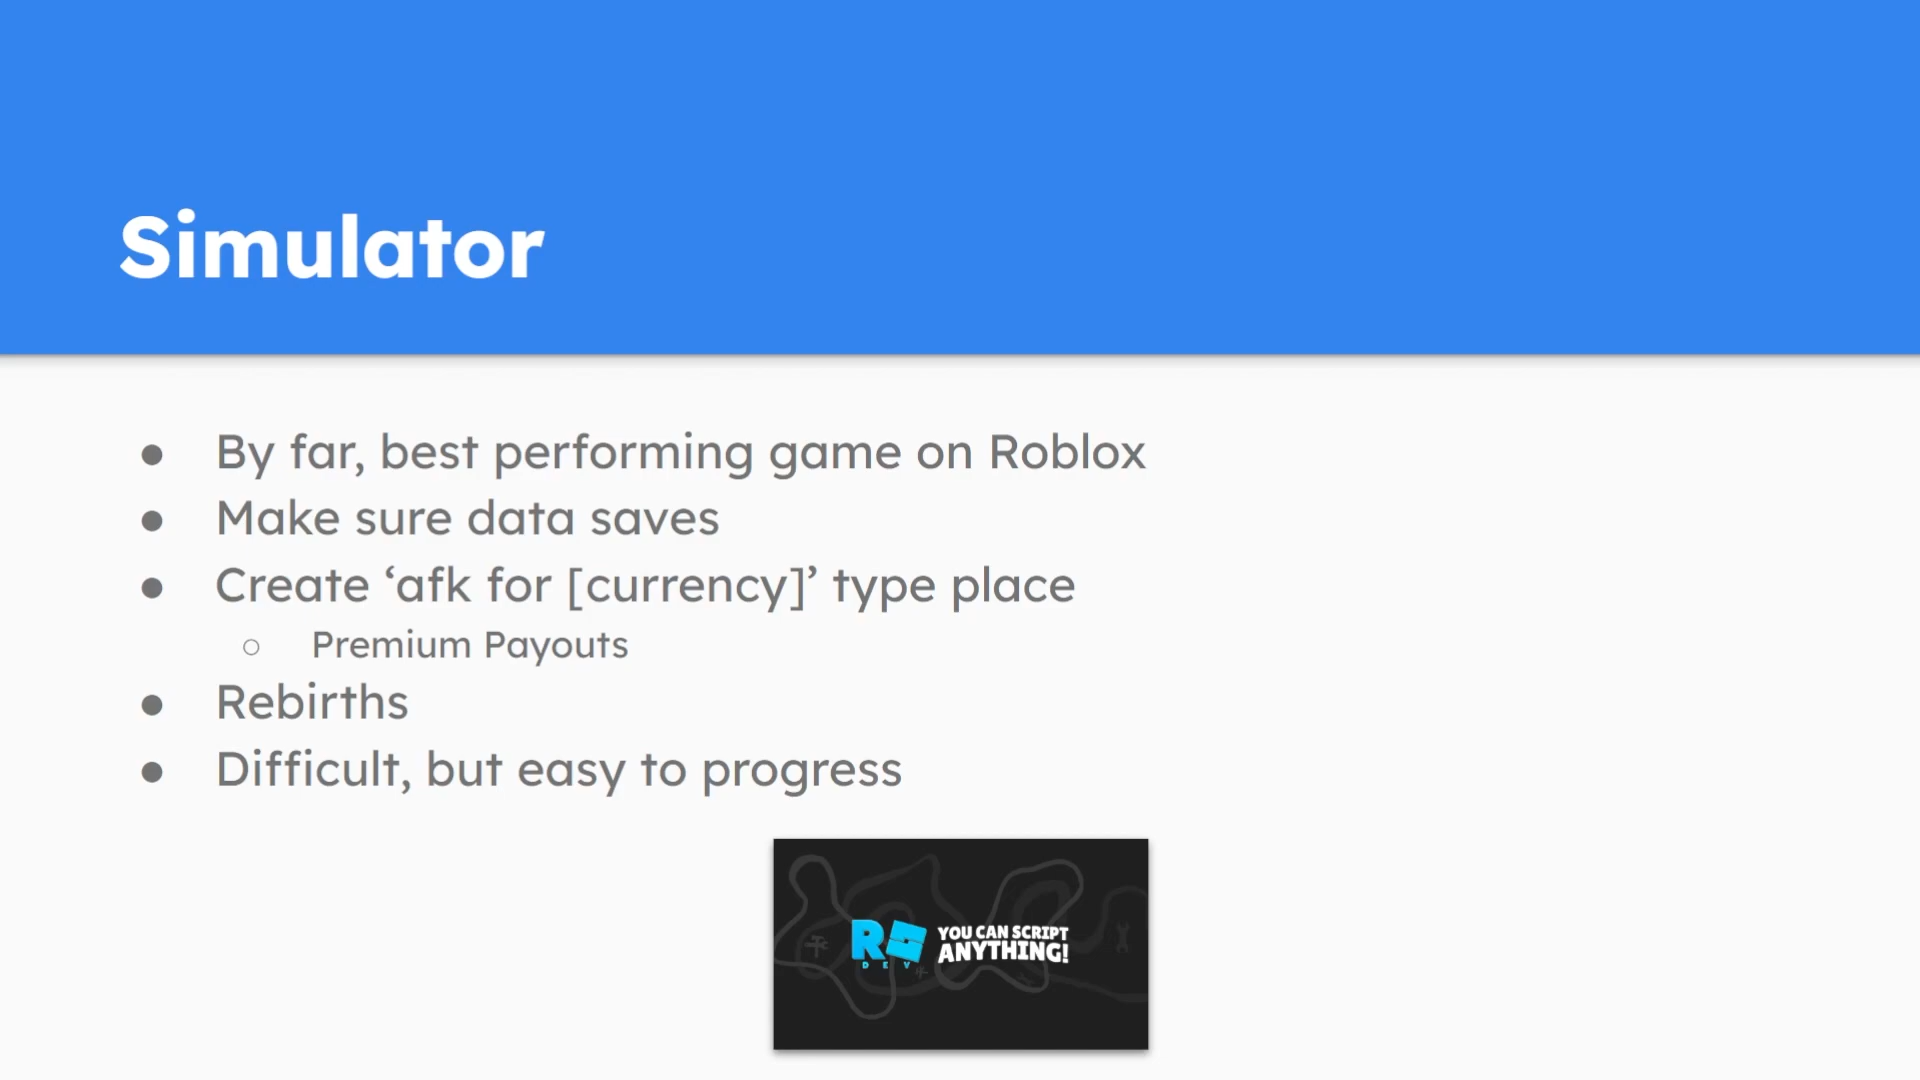 Simulator
● By far, best performing game on Roblox
● Make sure data saves
● Create ‘afk for [currency]’ type place
○ Premium Payouts
● Rebirths
● Difficult, but easy to progress
R YOU CAN SCRIPT
DEV ANYTHING!